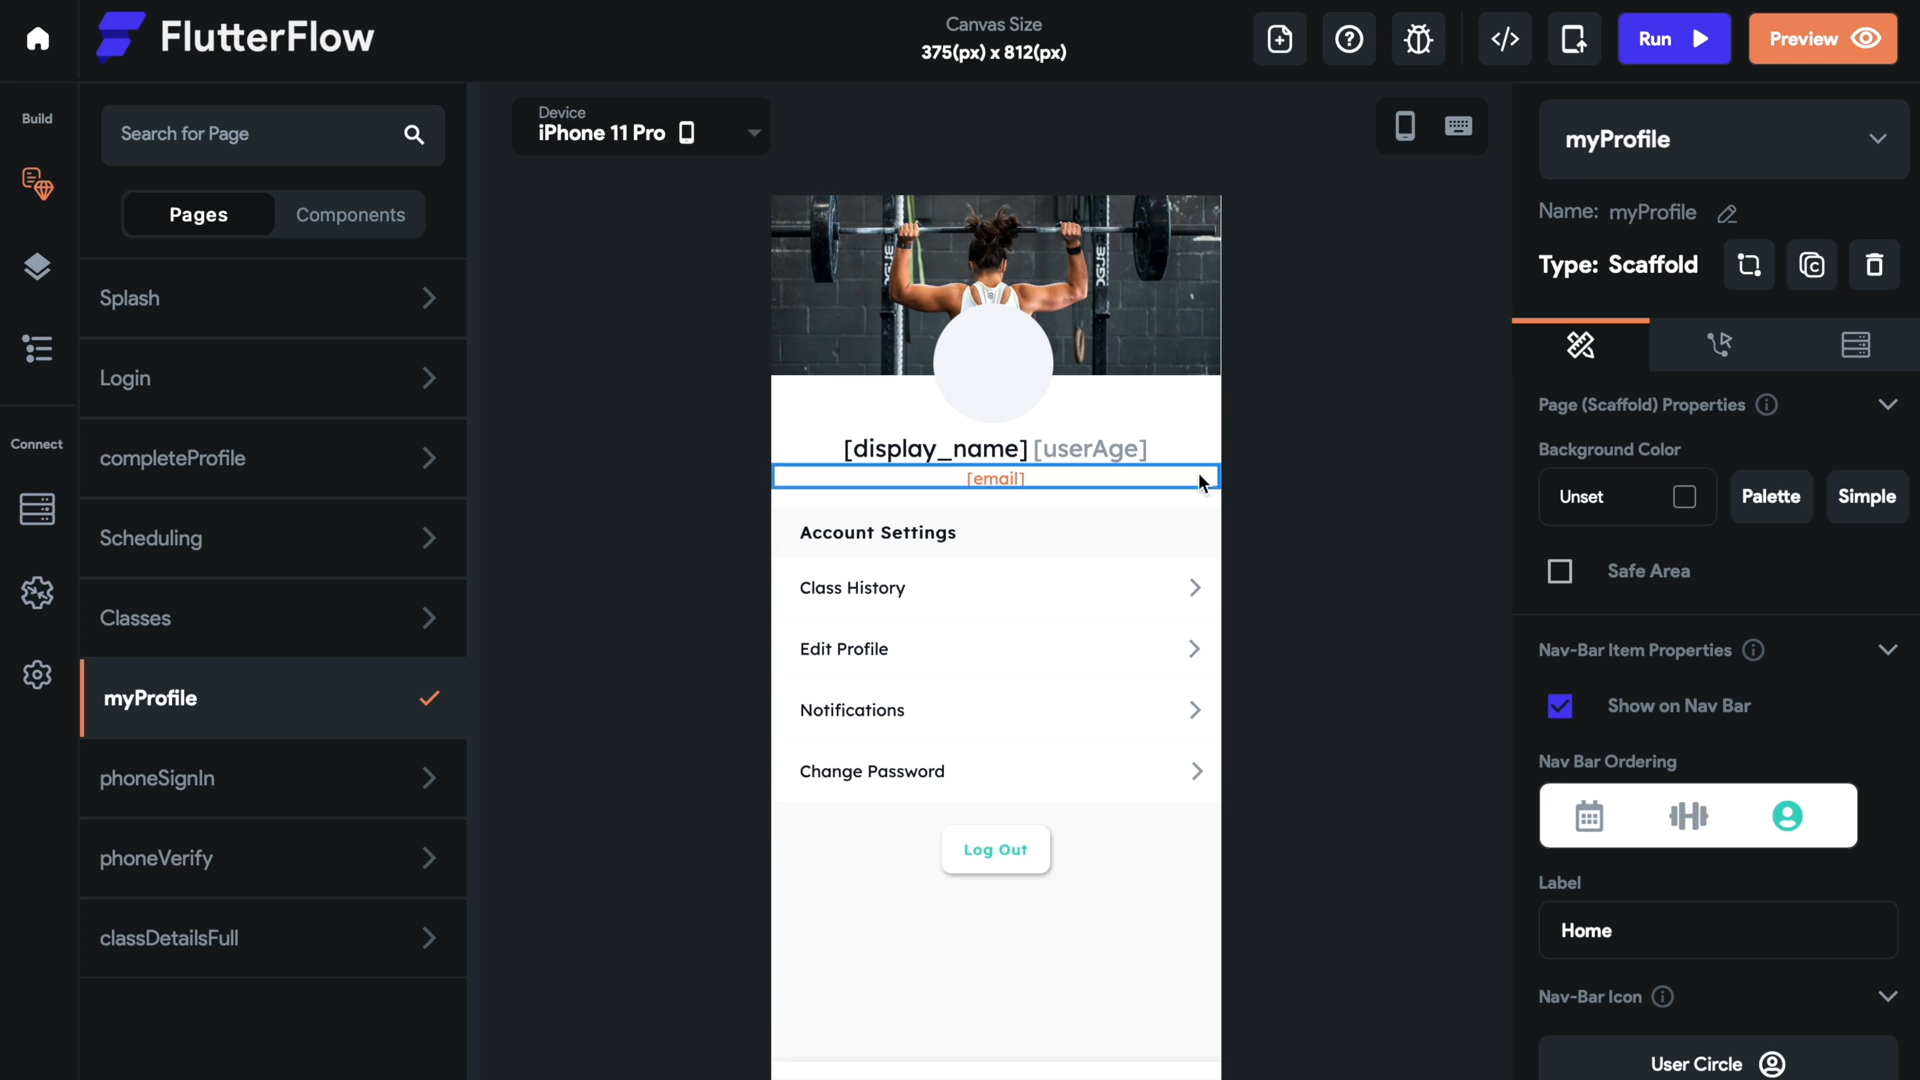 FlutterFlow
Canvas Size
375(px) x 812(px)
Run
Preview
Build
Search for Page
Pages
Components
Splash
Login
completeProfile
Connect
Scheduling
Classes
myProfile
phoneSignIn
phoneVerify
classDetailsFull
Device
iPhone 11 Pro
[display_name] [userAge]
[email]
Account Settings
Class History
Edit Profile
Notifications
Change Password
Log Out
myProfile
Name: myProfile
Type: Scaffold
Page (Scaffold) Properties
Background Color
Unset
Palette
Simple
Safe Area
Nav-Bar Item Properties
Show on Nav Bar
Nav Bar Ordering
Label
Home
Nav-Bar Icon
User Circle